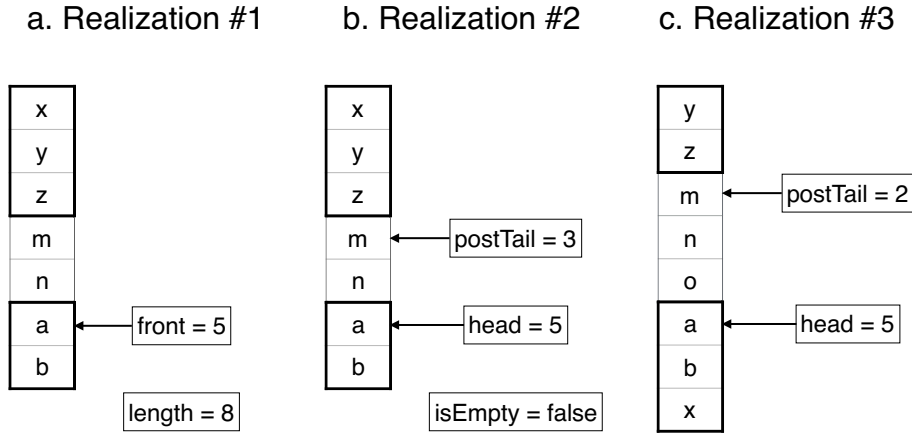 a. Realization #1
b. Realization #2
c. Realization #3
x
y
z
m
n
a
b
front = 5
length = 8
x
y
z
m
n
a
b
postTail = 3
head = 5
isEmpty = false
y
z
m
n
o
a
b
x
postTail = 2
head = 5